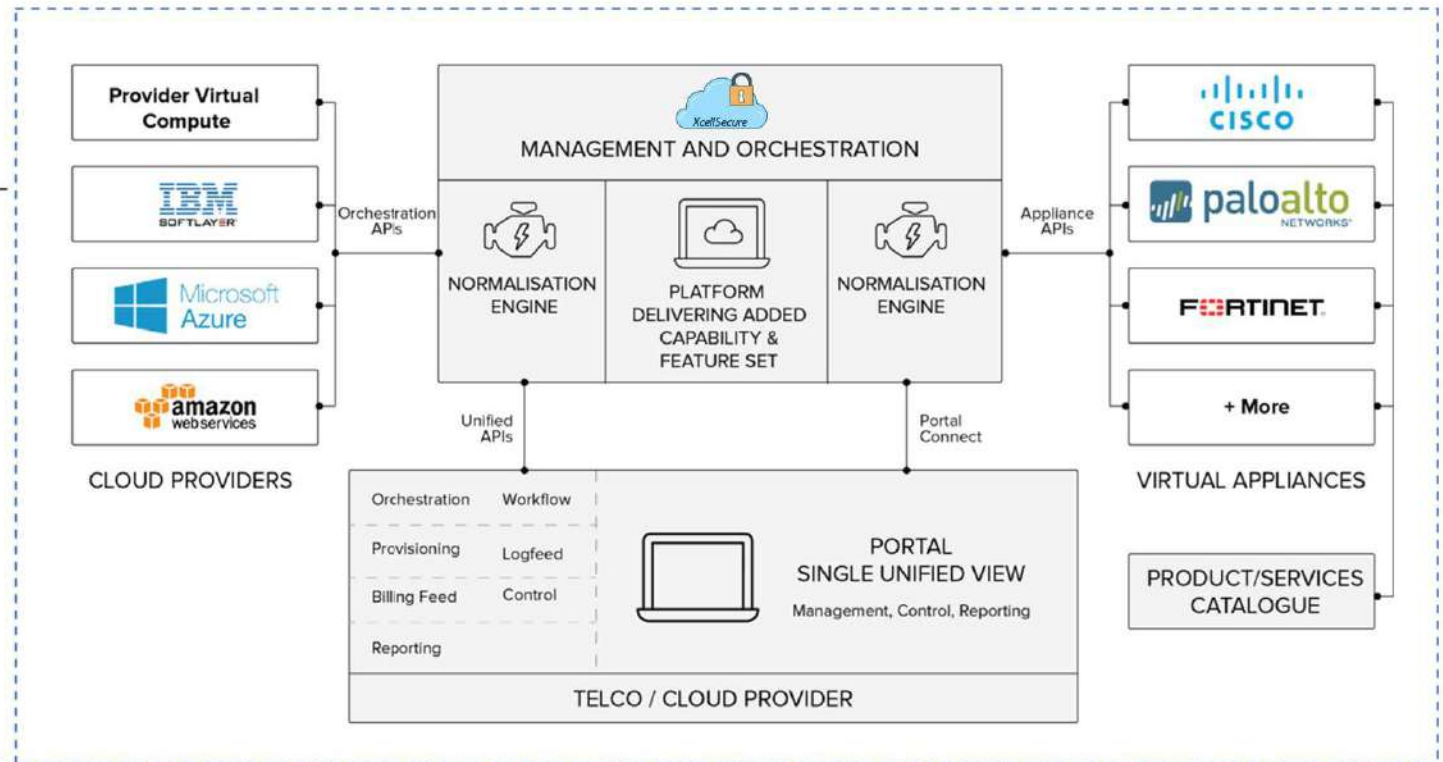 Provider Virtual
Compute
IBM
SOFTLAYER
Microsoft
Azure
amazon
webservices
CLOUD PROVIDERS
Orchestration
APIs
XcellSecure
MANAGEMENT AND ORCHESTRATION
NORMALISATION
ENGINE
PLATFORM
DELIVERING ADDED
CAPABILITY &
FEATURE SET
NORMALISATION
ENGINE
Appliance
APIs
CISCO
paloalto
NETWORKS
FORTINET
+ More
VIRTUAL APPLIANCES
PRODUCT/SERVICES
CATALOGUE
Unified
APIs
Portal
Connect
Orchestration Workflow
Provisioning Logfeed
Billing Feed Control
Reporting
PORTAL
SINGLE UNIFIED VIEW
Management, Control, Reporting
TELCO / CLOUD PROVIDER